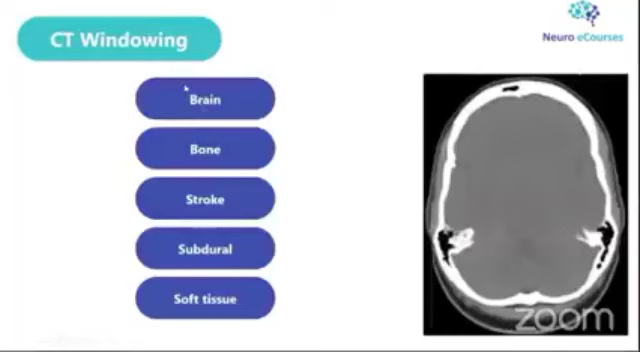 CT Windowing
Neuro eCourses
Brain
Bone
Stroke
Subdural
Soft tissue
zoom